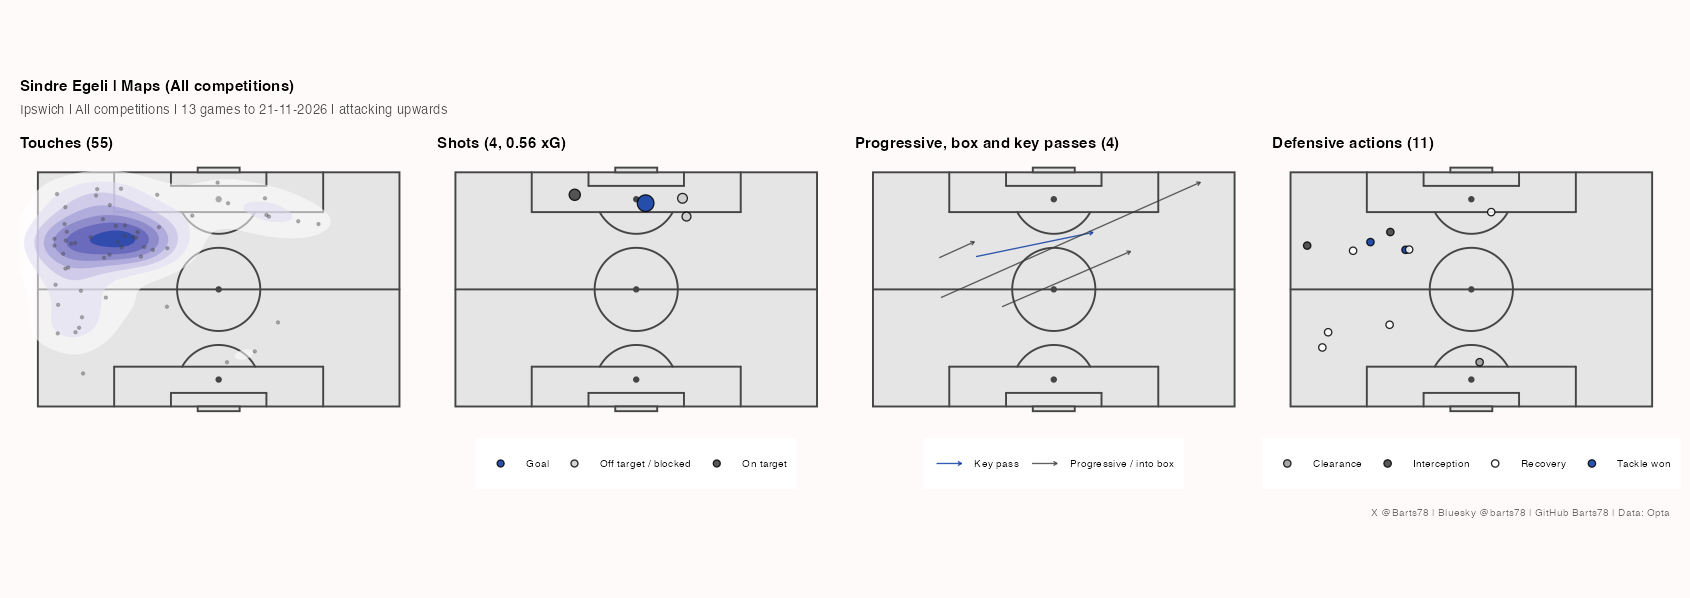 Sindre Egeli | Maps (All competitions)
Ipswich | All competitions | 13 games to 21-11-2026 | attacking upwards
Touches (55)
Shots (4, 0.56 xG)
Progressive, box and key passes (4)
Defensive actions (11)
Goal
Off target / blocked
On target
Key pass
Progressive / into box
Clearance
Interception
Recovery
Tackle won
X @Barts78 | Bluesky @barts78 | GitHub Barts78 | Data: Opta